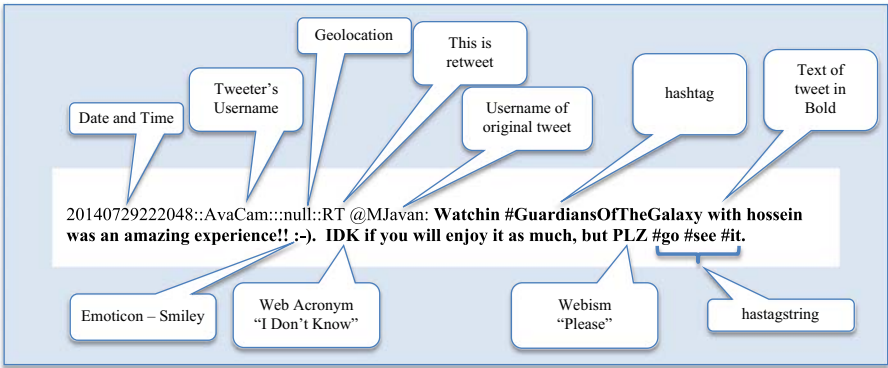 Geolocation
This is
retweet
Tweeter’s
Username
hashtag
Text of
tweet in
Bold
Date and Time
Username of
original tweet
20140729222048::AvaCam:::null::RT @MJavan: Watchin #GuardiansOfTheGalaxy with hossein
was an amazing experience!! :-).  IDK if you will enjoy it as much, but PLZ #go #see #it.
Emoticon – Smiley
Web Acronym
“I Don’t Know”
Webism
“Please”
hastagstring